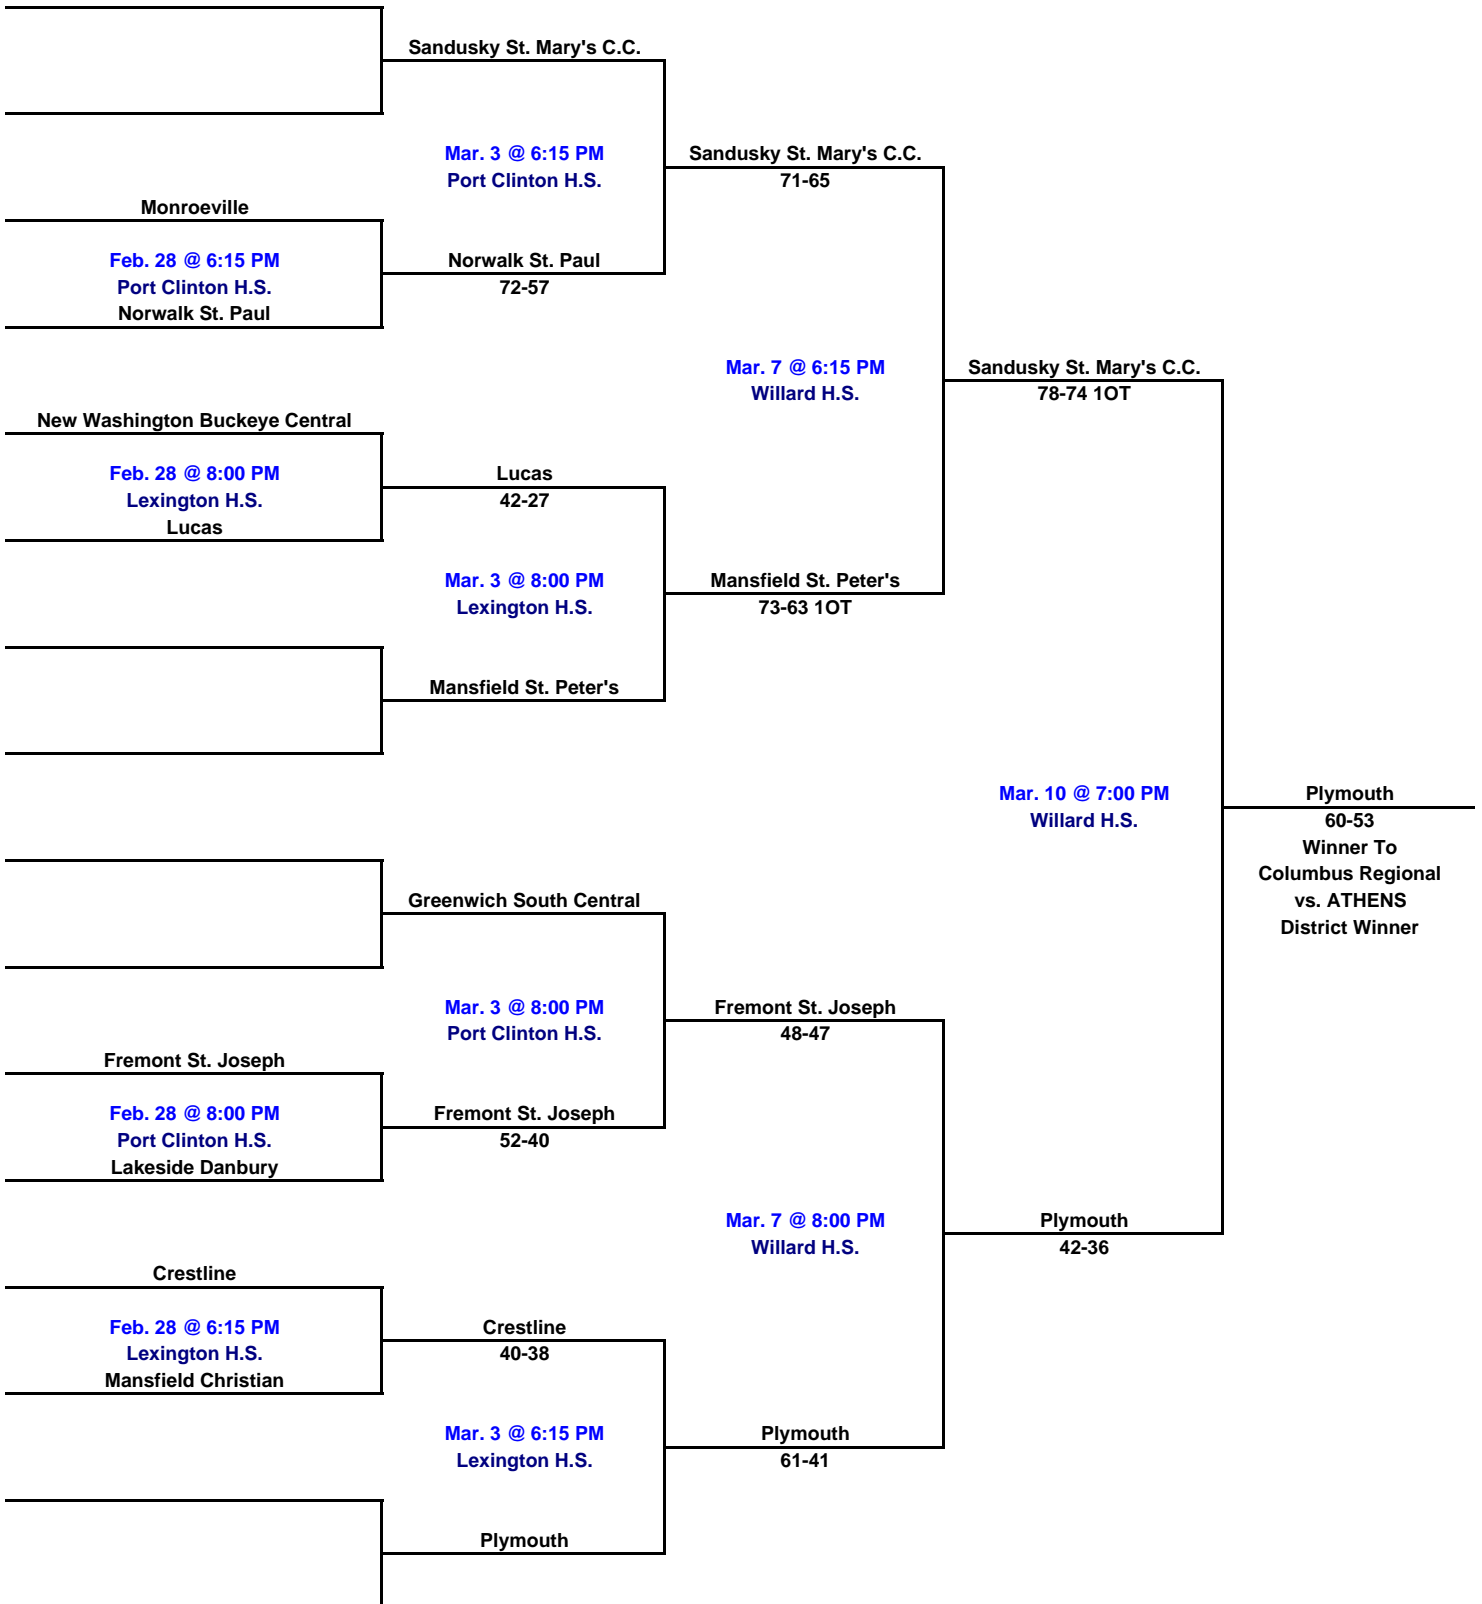 Sandusky St. Mary's C.C.
Mar. 3 @ 6:15 PM
Port Clinton H.S.
Sandusky St. Mary's C.C.
71-65
Monroeville
Feb. 28 @ 6:15 PM
Port Clinton H.S.
Norwalk St. Paul
Norwalk St. Paul
72-57
Mar. 7 @ 6:15 PM
Willard H.S.
Sandusky St. Mary's C.C.
78-74 1OT
New Washington Buckeye Central
Feb. 28 @ 8:00 PM
Lexington H.S.
Lucas
Lucas
42-27
Mar. 3 @ 8:00 PM
Lexington H.S.
Mansfield St. Peter's
73-63 1OT
Mansfield St. Peter's
Mar. 10 @ 7:00 PM
Willard H.S.
Plymouth
60-53
Winner To
Columbus Regional
vs. ATHENS
District Winner
Greenwich South Central
Mar. 3 @ 8:00 PM
Port Clinton H.S.
Fremont St. Joseph
48-47
Fremont St. Joseph
Feb. 28 @ 8:00 PM
Port Clinton H.S.
Lakeside Danbury
Fremont St. Joseph
52-40
Mar. 7 @ 8:00 PM
Willard H.S.
Plymouth
42-36
Crestline
Feb. 28 @ 6:15 PM
Lexington H.S.
Mansfield Christian
Crestline
40-38
Mar. 3 @ 6:15 PM
Lexington H.S.
Plymouth
61-41
Plymouth